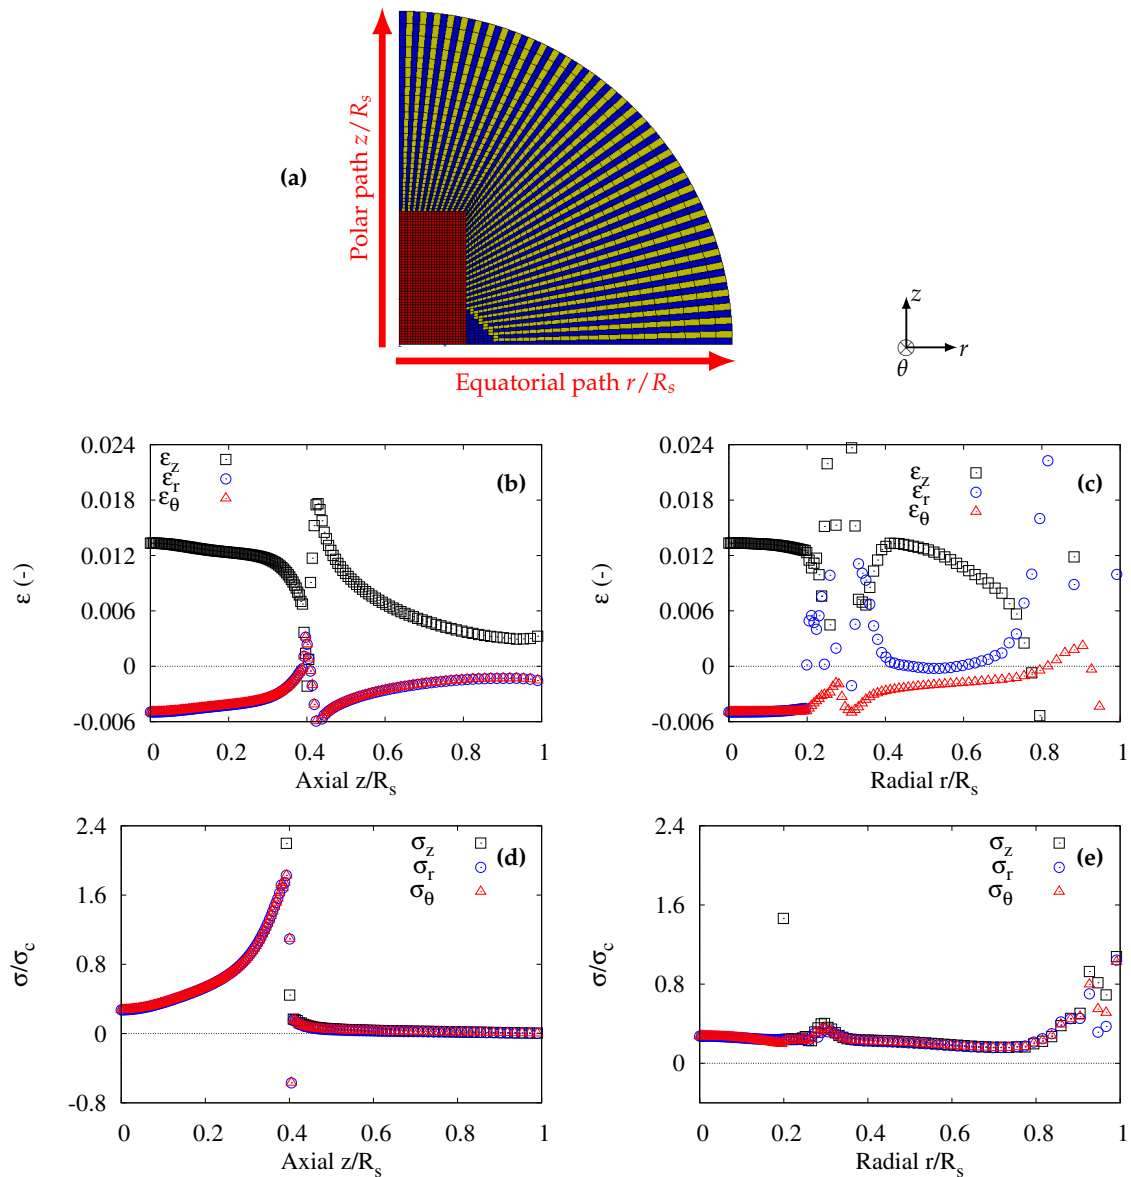 (a)
Polar path z/R_s
Equatorial path r/R_s
z
r
θ
(b)
ε_z
ε_r
ε_θ
ε (-)
0.024
0.018
0.012
0.006
0
-0.006
0 0.2 0.4 0.6 0.8 1
Axial z/R_s
(c)
ε_z
ε_r
ε_θ
ε (-)
0.024
0.018
0.012
0.006
0
-0.006
0 0.2 0.4 0.6 0.8 1
Radial r/R_s
(d)
σ_z
σ_r
σ_θ
σ/σ_c
2.4
1.6
0.8
0
-0.8
0 0.2 0.4 0.6 0.8 1
Axial z/R_s
(e)
σ_z
σ_r
σ_θ
σ/σ_c
2.4
1.6
0.8
0
-0.8
0 0.2 0.4 0.6 0.8 1
Radial r/R_s